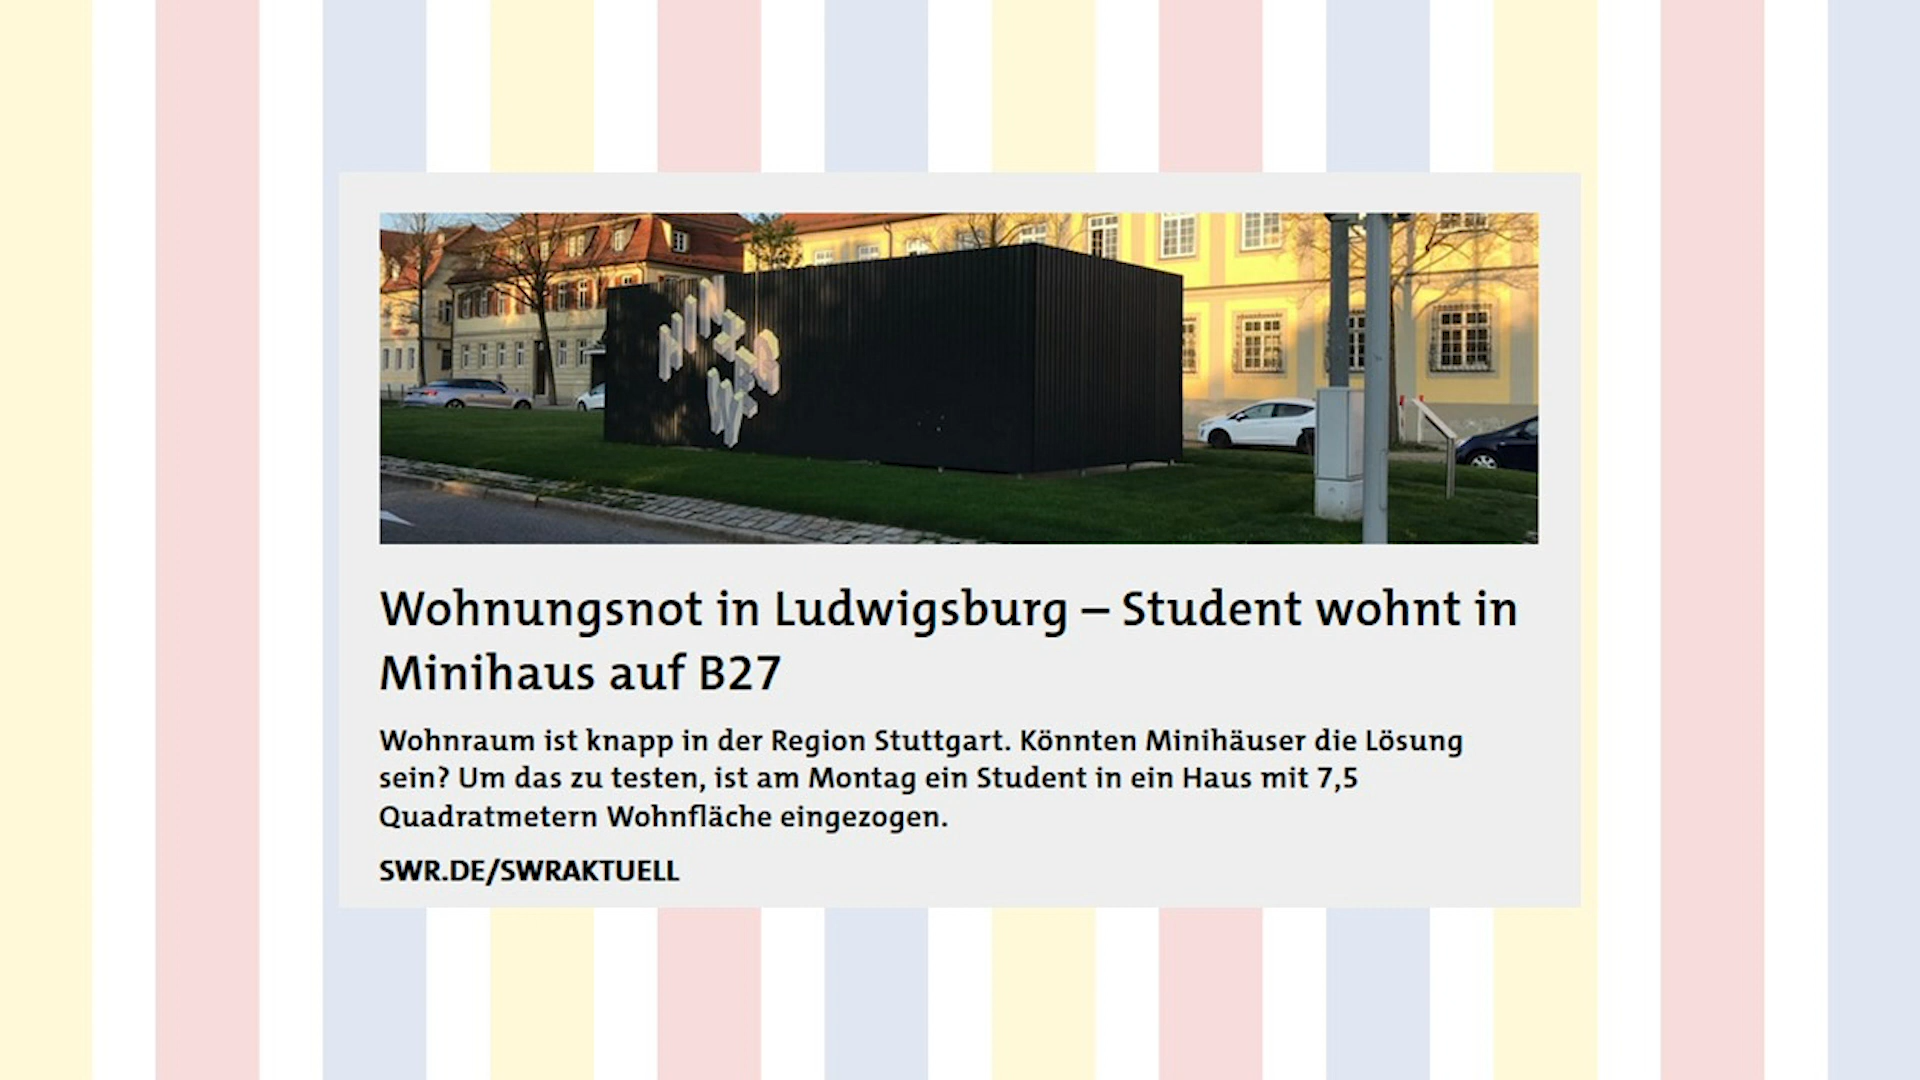 HINZEB
WE
Wohnungsnot in Ludwigsburg – Student wohnt in
Minihaus auf B27
Wohnraum ist knapp in der Region Stuttgart. Könnten Minihäuser die Lösung
sein? Um das zu testen, ist am Montag ein Student in ein Haus mit 7,5
Quadratmetern Wohnfläche eingezogen.
SWR.DE/SWRAKTUELL